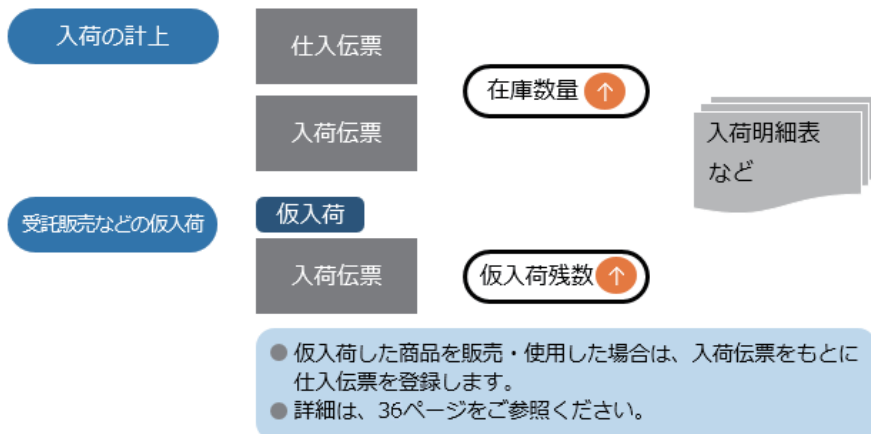 入荷の計上
仕入伝票
入荷伝票
在庫数量 ↑
入荷明細表
など
受託販売などの仮入荷
仮入荷
入荷伝票
仮入荷残数 ↑
● 仮入荷した商品を販売・使用した場合は、入荷伝票をもとに
仕入伝票を登録します。
● 詳細は、36ページをご参照ください。